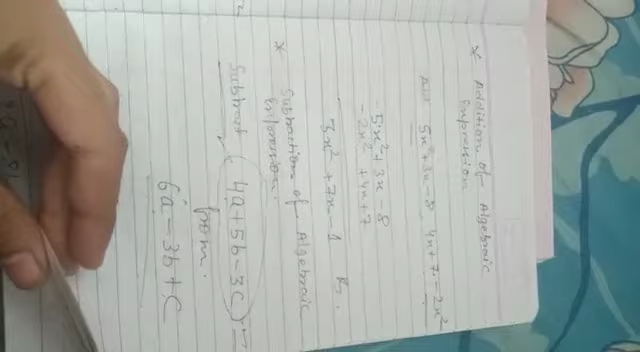 * Addition of Algebraic
Expression
Add 5x²+3x-8 4x+7-2x²
-5x²+3x-8
-2x² +4x+7
3x² +7x-1
* Subtraction of Algebraic
Expression.
Subtract (4a+5b-3c)
from.
6a-3b+c